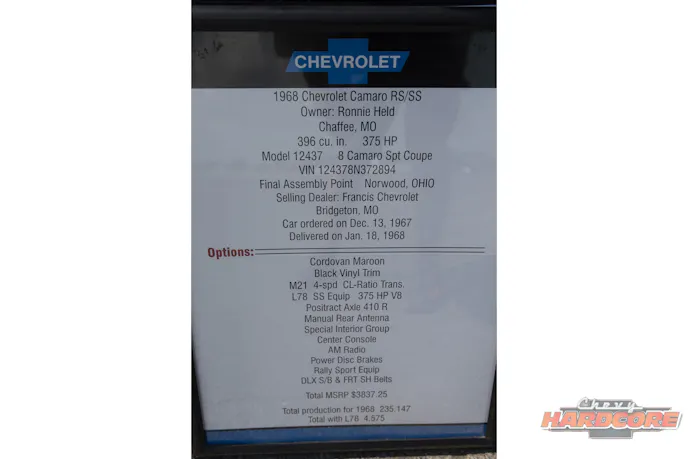 CHEVROLET
1968 Chevrolet Camaro RS/SS
Owner: Ronnie Held
Chaffee, MO
396 cu. in. 375 HP
Model 12437 8 Camaro Spt Coupe
VIN 124378N372894
Final Assembly Point Norwood, OHIO
Selling Dealer: Francis Chevrolet
Bridgeton, MO
Car ordered on Dec. 13, 1967
Delivered on Jan. 18, 1968
Options:
Cordovan Maroon
Black Vinyl Trim
M21 4-spd CL-Ratio Trans.
L78 SS Equip 375 HP V8
Positract Axle 410 R
Manual Rear Antenna
Special Interior Group
Center Console
AM Radio
Power Disc Brakes
Rally Sport Equip
DLX S/B & FRT SH Belts
Total MSRP $3837.25
Total production for 1968 235,147
Total with L78 4,575
Chevy
HARDCORE